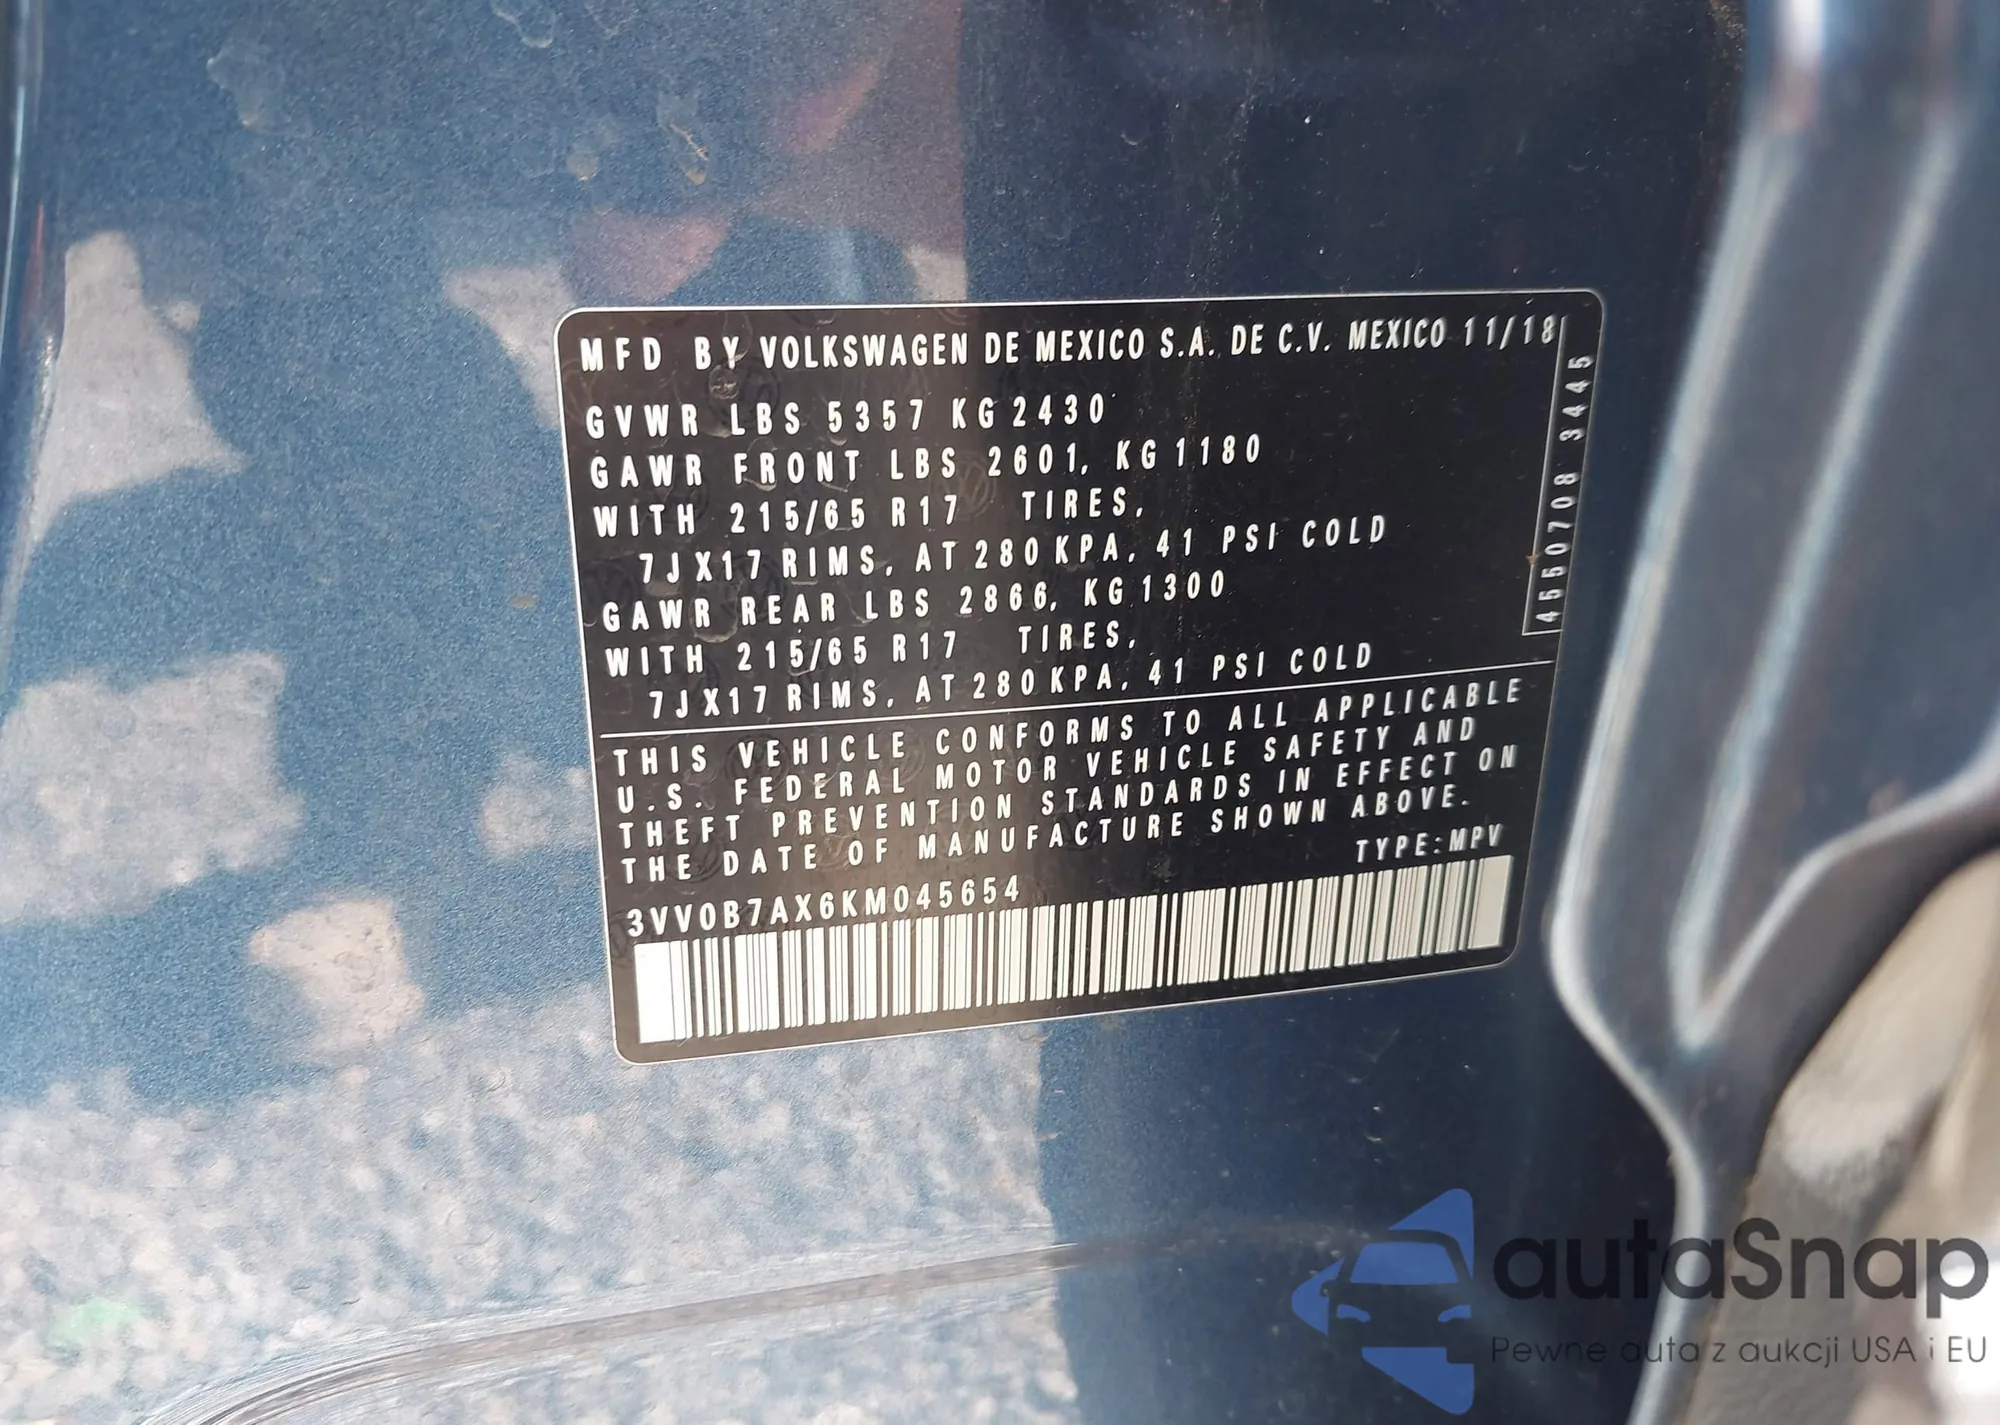 MFD BY VOLKSWAGEN DE MEXICO S.A. DE C.V. MEXICO 11/18
GVWR LBS 5357 KG 2430
GAWR FRONT LBS 2601, KG 1180
WITH 215/65 R17 TIRES,
7JX17 RIMS, AT 280 KPA, 41 PSI COLD
GAWR REAR LBS 2866, KG 1300
WITH 215/65 R17 TIRES,
7JX17 RIMS, AT 280 KPA, 41 PSI COLD
4550708 3445
THIS VEHICLE CONFORMS TO ALL APPLICABLE
U.S. FEDERAL MOTOR VEHICLE SAFETY AND
THEFT PREVENTION STANDARDS IN EFFECT ON
THE DATE OF MANUFACTURE SHOWN ABOVE.
TYPE:MPV
3VV0B7AX6KM045654
autaSnap
Pewne auta z aukcji USA i EU